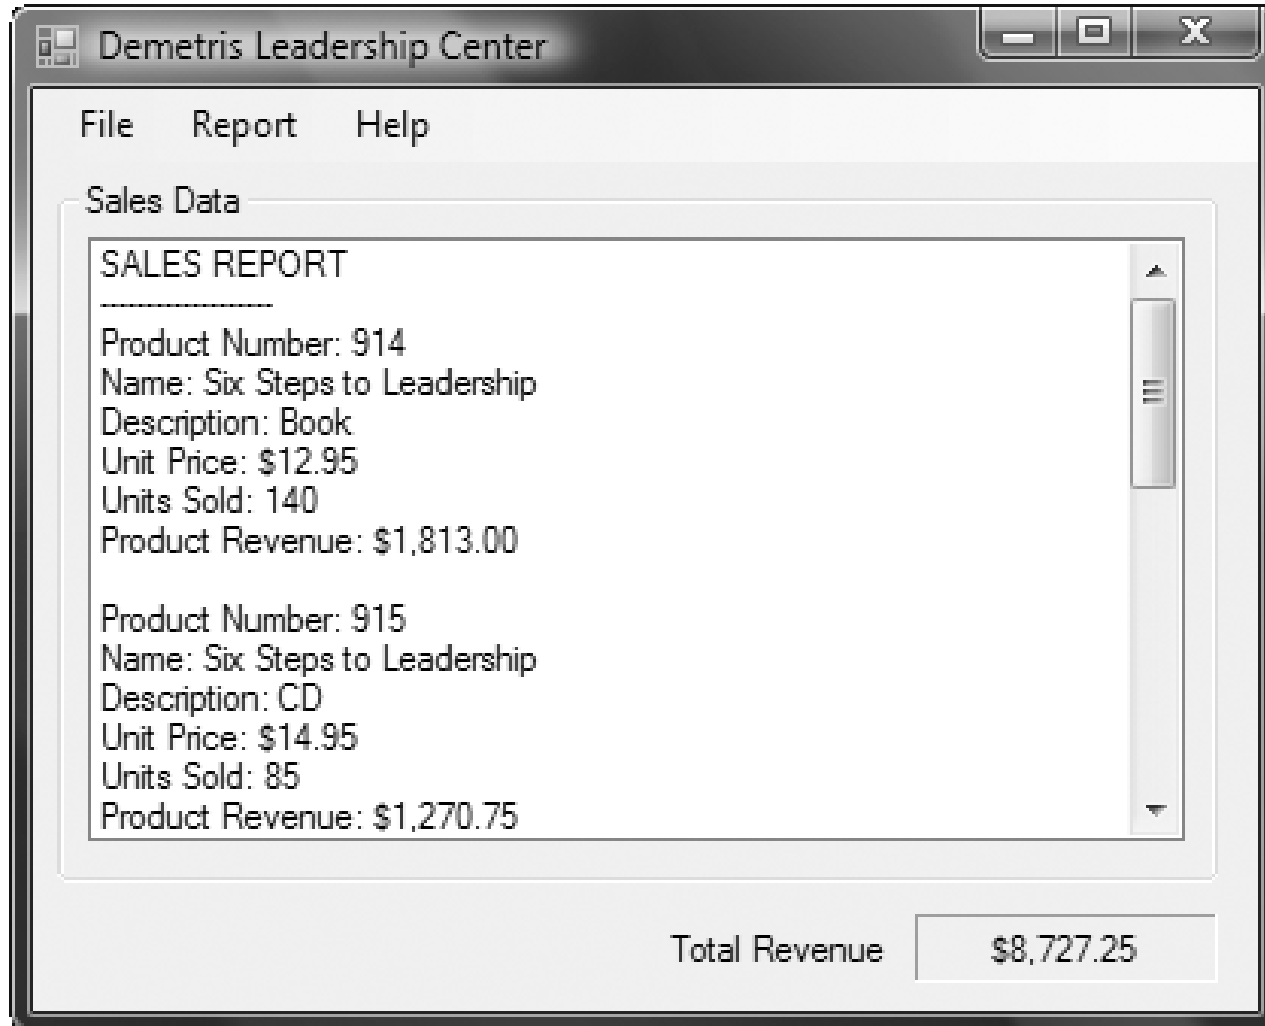 Demetris Leadership Center
File Report Help
Sales Data
SALES REPORT
--------------------
Product Number: 914
Name: Six Steps to Leadership
Description: Book
Unit Price: $12.95
Units Sold: 140
Product Revenue: $1,813.00
Product Number: 915
Name: Six Steps to Leadership
Description: CD
Unit Price: $14.95
Units Sold: 85
Product Revenue: $1,270.75
Total Revenue $8,727.25